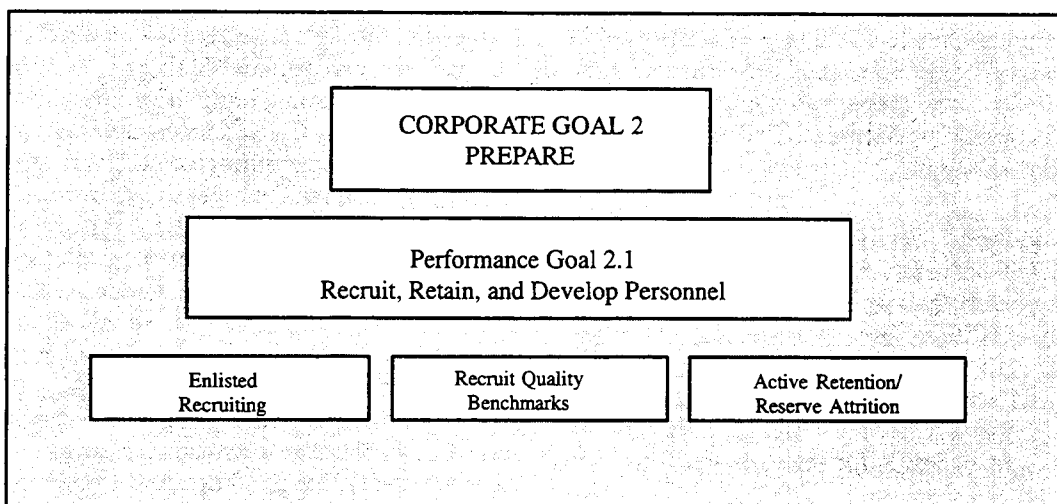 CORPORATE GOAL 2
PREPARE
Performance Goal 2.1
Recruit, Retain, and Develop Personnel
Enlisted
Recruiting
Recruit Quality
Benchmarks
Active Retention/
Reserve Attrition